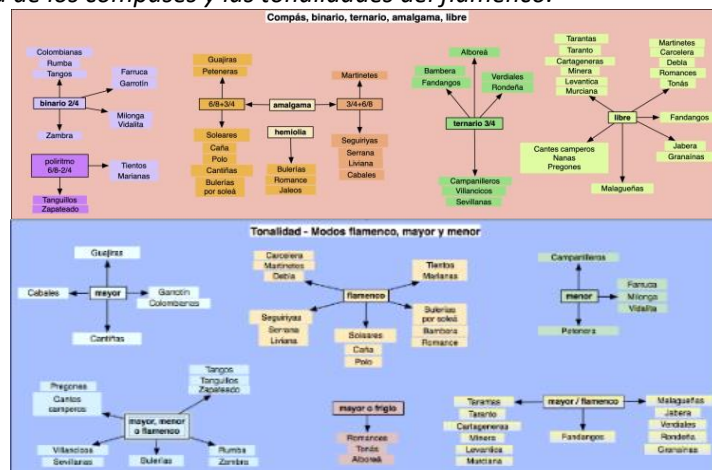 a de los compases y las tonalidades del flamenco.
Compás, binario, ternario, amalgama, libre
Colombianas
Rumba
Tangos
Farruca
Garrotín
binario 2/4
Milonga
Vidalita
Zambra
polirritmo
6/8-2/4
Tientos
Marianas
Tanguillos
Zapateado
Guajiras
Peteneras
6/8+3/4
amalgama
3/4+6/8
Martinetes
hemiolia
Soleares
Caña
Polo
Cantiñas
Bulerías
por soleá
Bulerías
Romance
Jaleos
Seguiriyas
Serrana
Liviana
Cabales
Alboreá
Bambera
Fandangos
Verdiales
Rondeña
ternario 3/4
Campanilleros
Villancicos
Sevillanas
Tarantas
Taranto
Cartageneras
Minera
Levantica
Murciana
Martinetes
Carcelera
Debla
Romances
Tonás
libre
Fandangos
Cantes camperos
Nanas
Pregones
Jabera
Granaínas
Malagueñas
Tonalidad - Modos flamenco, mayor y menor
Guajiras
Cabales
mayor
Garrotín
Colombianas
Cantiñas
Carcelera
Martinetes
Debla
Tientos
Marianas
flamenco
Seguiriyas
Serrana
Liviana
Soleares
Caña
Polo
Bulerías
por soleá
Bambera
Romance
Campanilleros
menor
Farruca
Milonga
Vidalita
Petenera
Tangos
Tanguillos
Zapateado
Pregones
Cantos
camperos
mayor, menor
o flamenco
Villancicos
Sevillanas
Bulerías
Rumba
Zambra
mayor o frigio
Romances
Tonás
Alboreá
Tarantas
Taranto
Cartageneras
Minera
Levantica
Murciana
mayor / flamenco
Fandangos
Malagueñas
Jabera
Verdiales
Rondeña
Granaínas